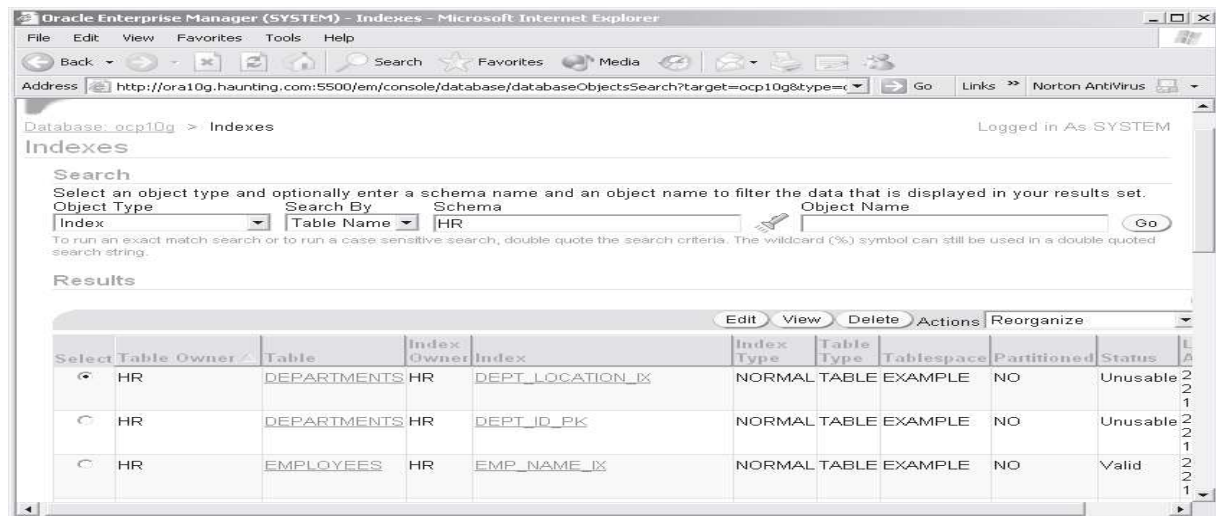 Oracle Enterprise Manager (SYSTEM) - Indexes - Microsoft Internet Explorer
File Edit View Favorites Tools Help
Back Search Favorites Media
Address http://ora10g.haunting.com:5500/em/console/database/databaseObjectsSearch?target=ocp10g&type= Go Links » Norton AntiVirus
Database: ocp10g > Indexes Logged in As SYSTEM
Indexes
Search
Select an object type and optionally enter a schema name and an object name to filter the data that is displayed in your results set.
Object Type Search By Schema Object Name
Index Table Name HR Go
To run an exact match search or to run a case sensitive search, double quote the search criteria. The wildcard (%) symbol can still be used in a double quoted
search string.
Results
Edit View Delete Actions Reorganize
Select Table Owner Table Index Owner Index Index Type Table Type Tablespace Partitioned Status
HR DEPARTMENTS HR DEPT_LOCATION_IX NORMAL TABLE EXAMPLE NO Unusable
HR DEPARTMENTS HR DEPT_ID_PK NORMAL TABLE EXAMPLE NO Unusable
HR EMPLOYEES HR EMP_NAME_IX NORMAL TABLE EXAMPLE NO Valid